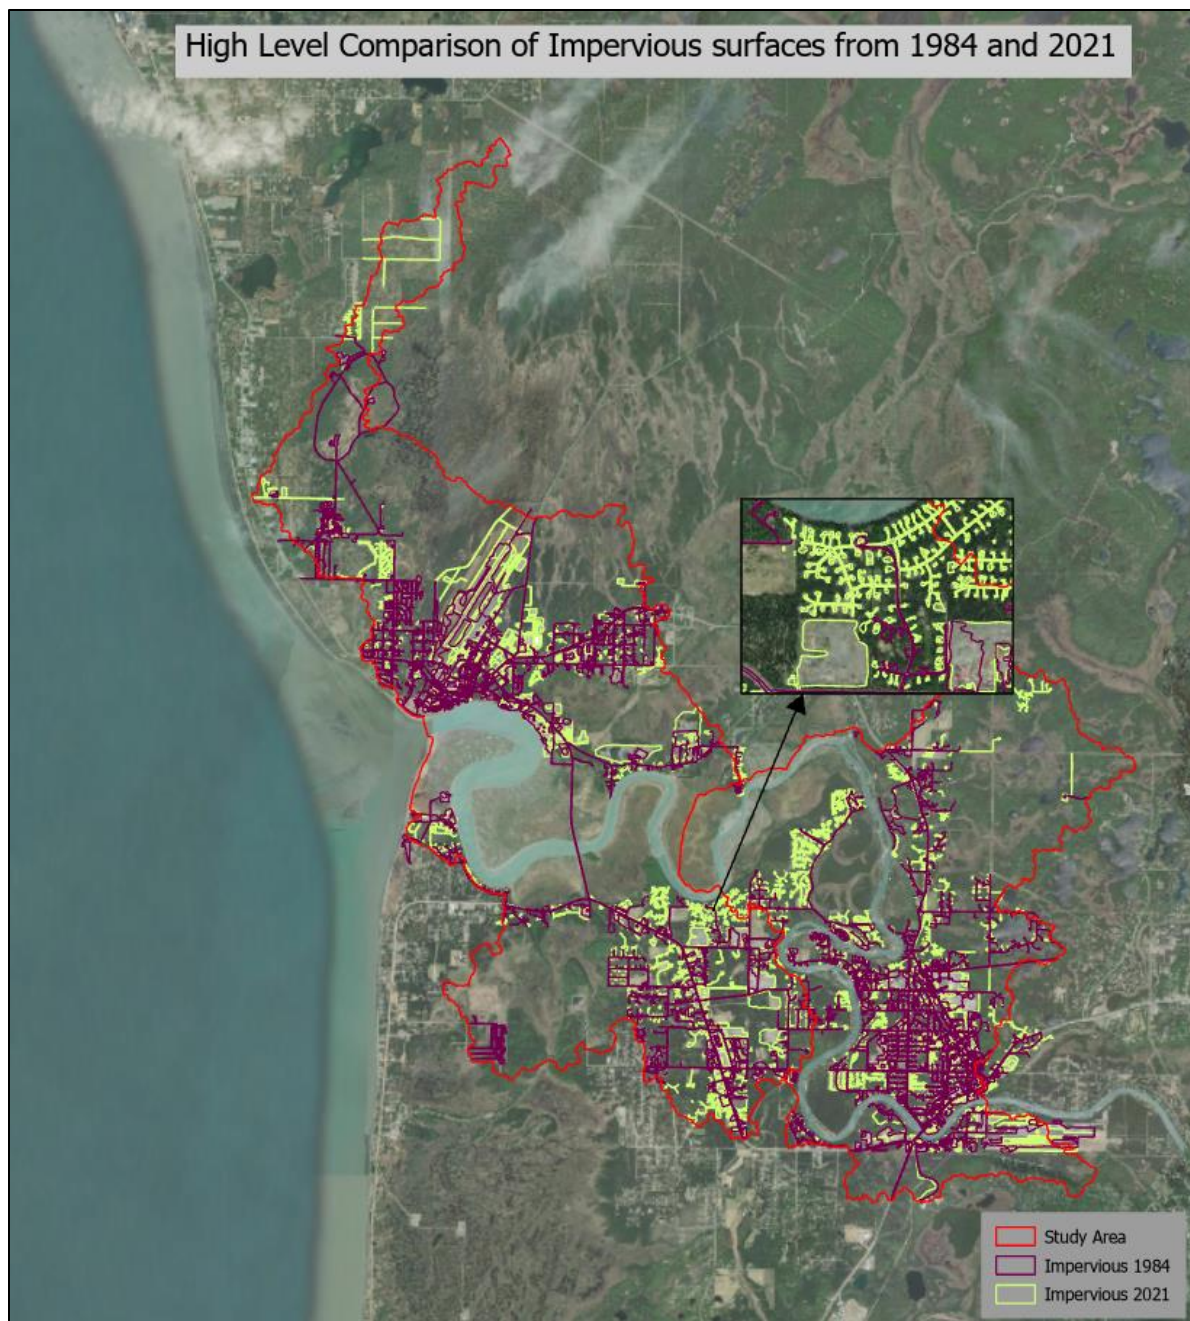 High Level Comparison of Impervious surfaces from 1984 and 2021
Study Area
Impervious 1984
Impervious 2021